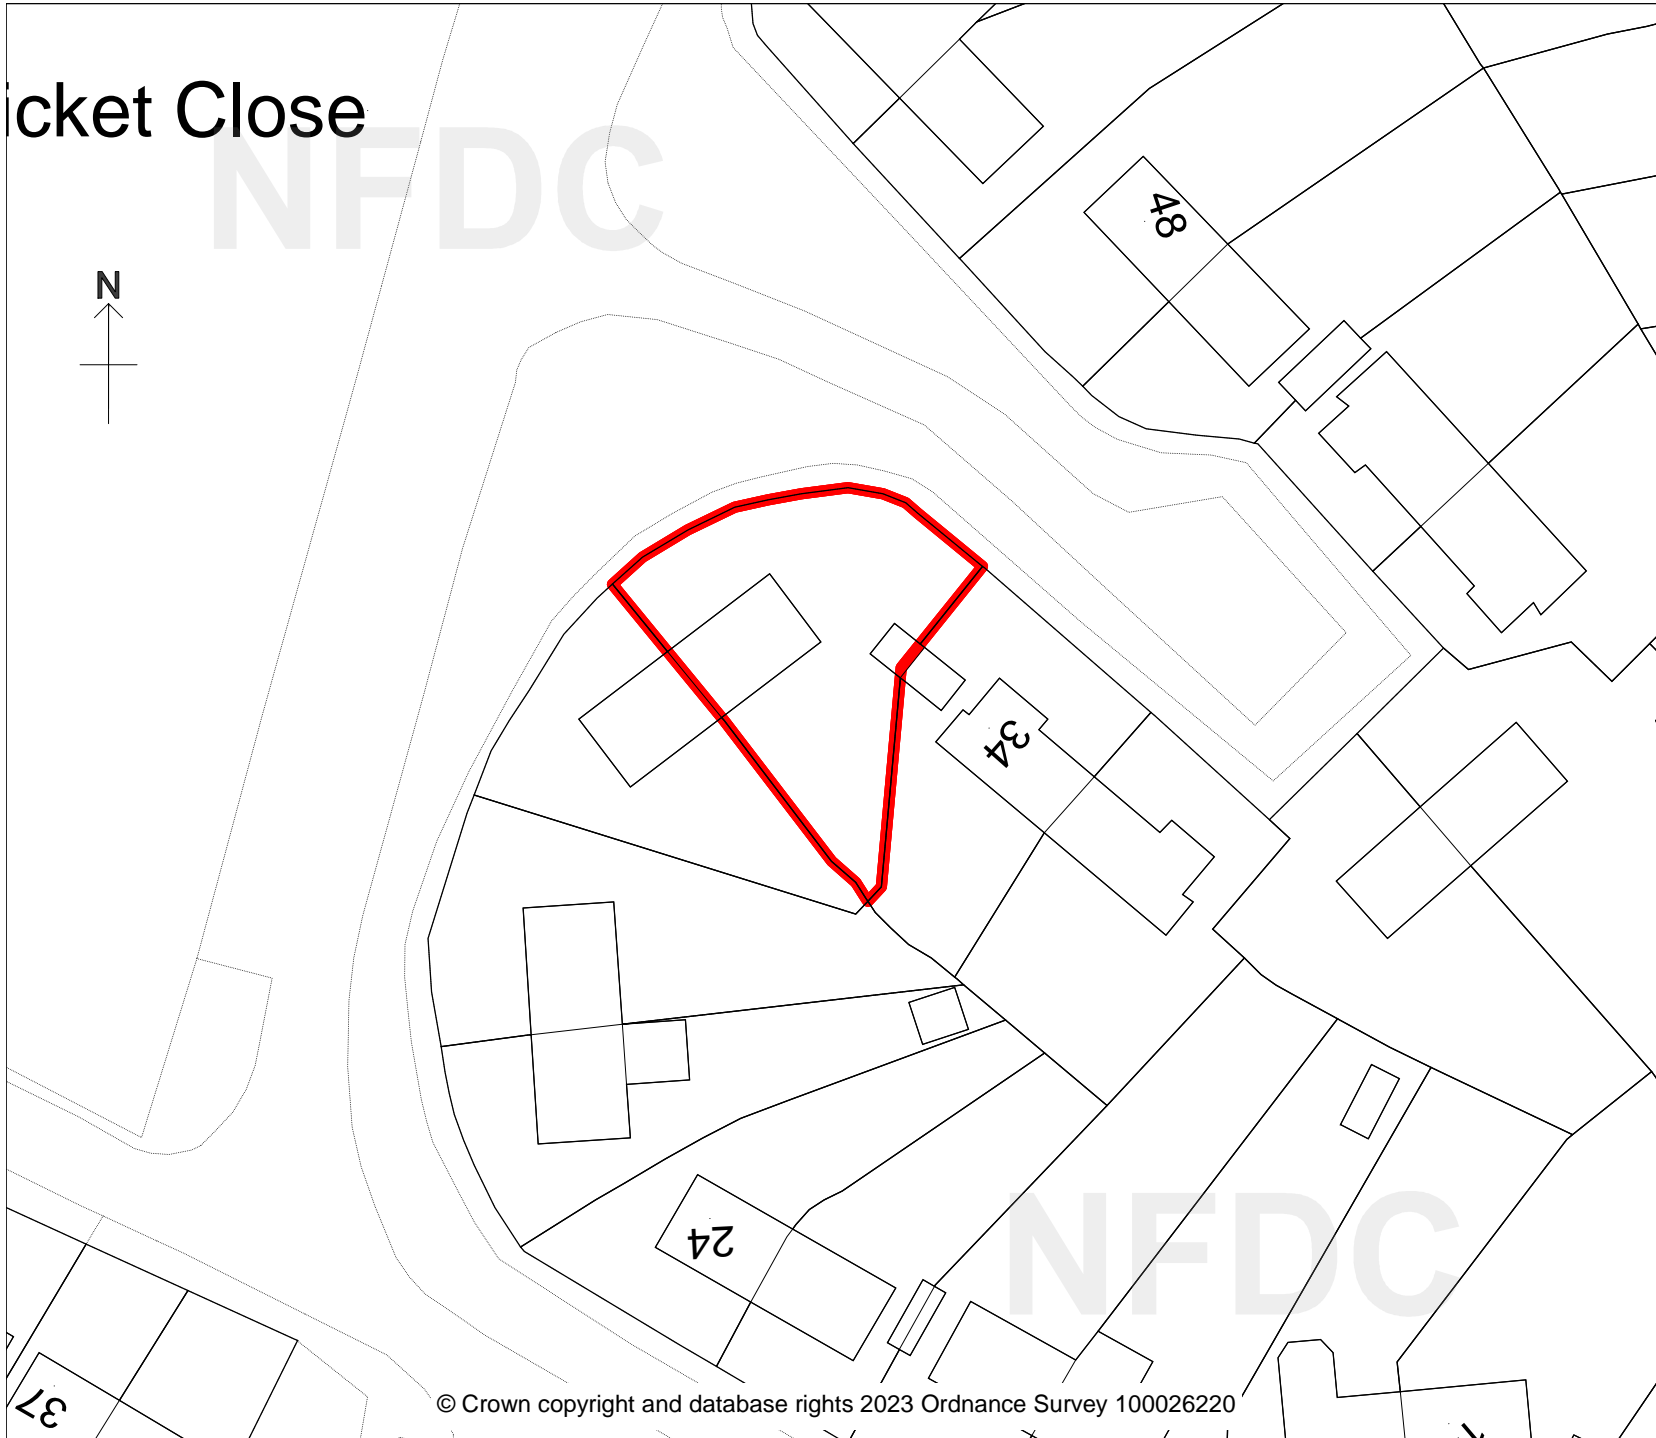 icket Close
NFDC
N
48
34
24
NFDC
37
© Crown copyright and database rights 2023 Ordnance Survey 100026220